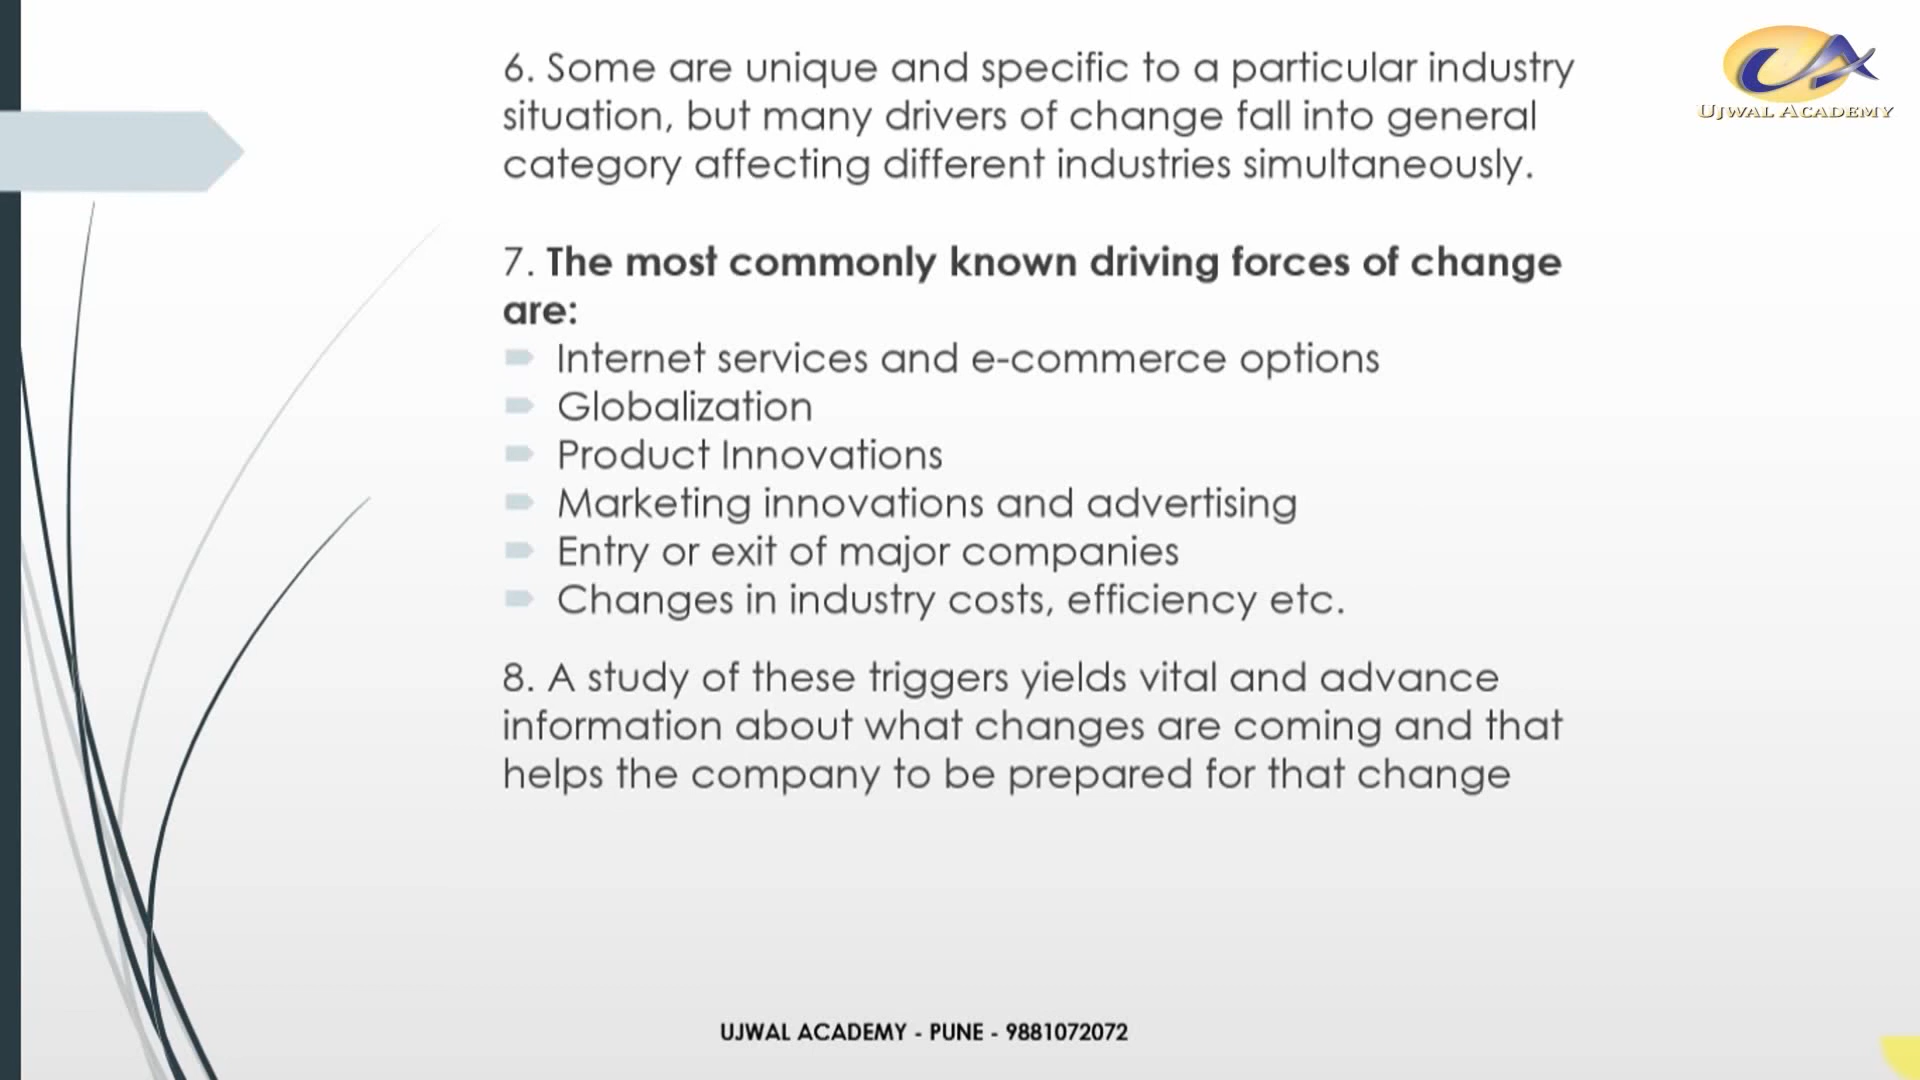 6. Some are unique and specific to a particular industry
situation, but many drivers of change fall into general
category affecting different industries simultaneously.
7. The most commonly known driving forces of change
are:
Internet services and e-commerce options
Globalization
Product Innovations
Marketing innovations and advertising
Entry or exit of major companies
Changes in industry costs, efficiency etc.
8. A study of these triggers yields vital and advance
information about what changes are coming and that
helps the company to be prepared for that change
UJWAL ACADEMY
UJWAL ACADEMY - PUNE - 9881072072